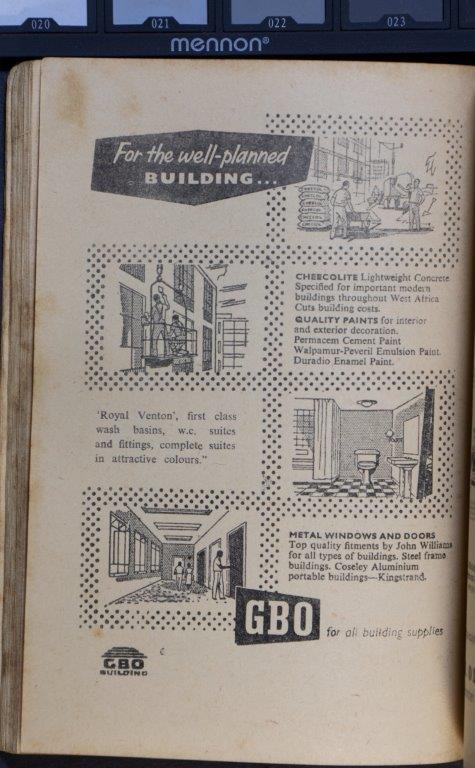 020 021 022 023
mennon®
For the well-planned
BUILDING...
CHEECOLITE Lightweight Concrete
Specified for important modern
buildings throughout West Africa
Cuts building costs.
QUALITY PAINTS for interior
and exterior decoration.
Permacem Cement Paint
Walpamur-Peveril Emulsion Paint.
Duradio Enamel Paint.
'Royal Venton', first class
wash basins, w.c. suites
and fittings, complete suites
in attractive colours."
METAL WINDOWS AND DOORS
Top quality fitments by John Williams
for all types of buildings. Steel frame
buildings. Coseley Aluminium
portable buildings—Kingstrand.
GBO for all building supplies
GBO
BUILDING